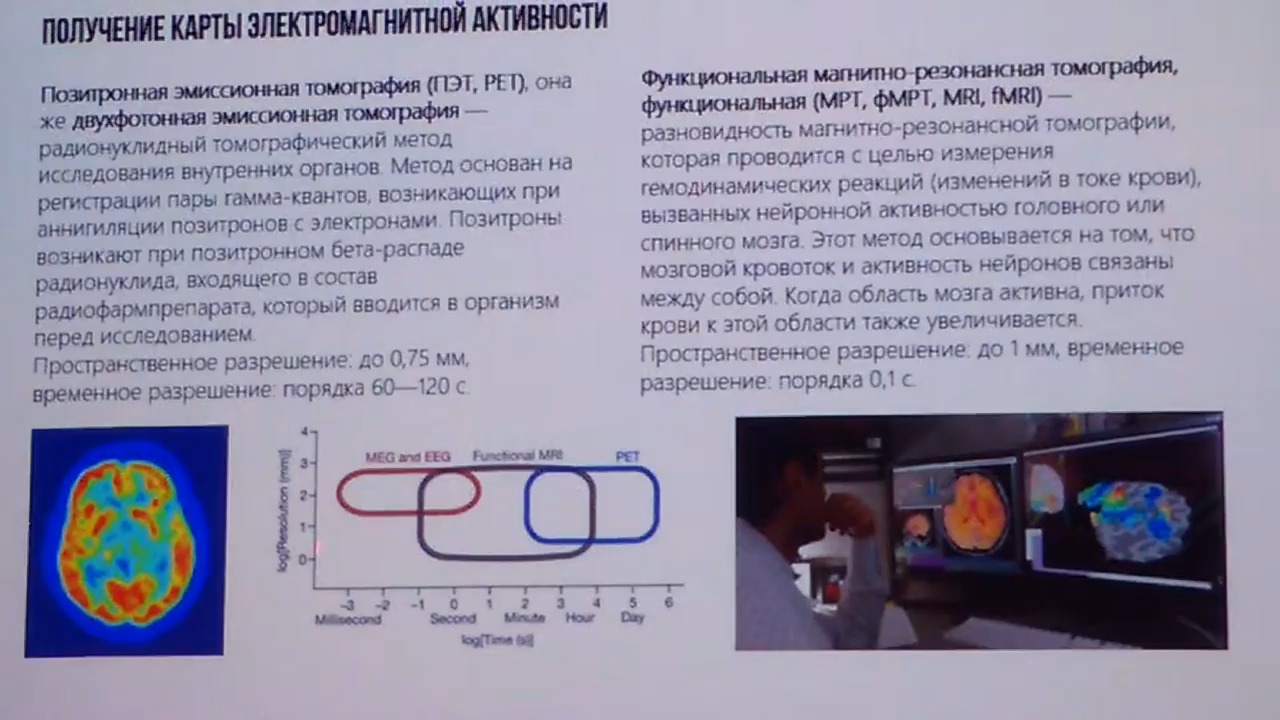 ПОЛУЧЕНИЕ КАРТЫ ЭЛЕКТРОМАГНИТНОЙ АКТИВНОСТИ
Позитронная эмиссионная томография (ПЭТ, PET), она
же двухфотонная эмиссионная томография —
радионуклидный томографический метод
исследования внутренних органов. Метод основан на
регистрации пары гамма-квантов, возникающих при
аннигиляции позитронов с электронами. Позитроны
возникают при позитронном бета-распаде
радионуклида, входящего в состав
радиофармпрепарата, который вводится в организм
перед исследованием.
Пространственное разрешение: до 0,75 мм,
временное разрешение: порядка 60—120 с.
Функциональная магнитно-резонансная томография,
функциональная (МРТ, фМРТ, MRI, fMRI) —
разновидность магнитно-резонансной томографии,
которая проводится с целью измерения
гемодинамических реакций (изменений в токе крови),
вызванных нейронной активностью головного или
спинного мозга. Этот метод основывается на том, что
мозговой кровоток и активность нейронов связаны
между собой. Когда область мозга активна, приток
крови к этой области также увеличивается.
Пространственное разрешение: до 1 мм, временное
разрешение: порядка 0,1 с.
MEG and EEG Functional MRI PET
log[Resolution (mm)]
4
3
2
1
0
–3 –2 –1 0 1 2 3 4 5 6
Millisecond Second Minute Hour Day
log[Time (s)]